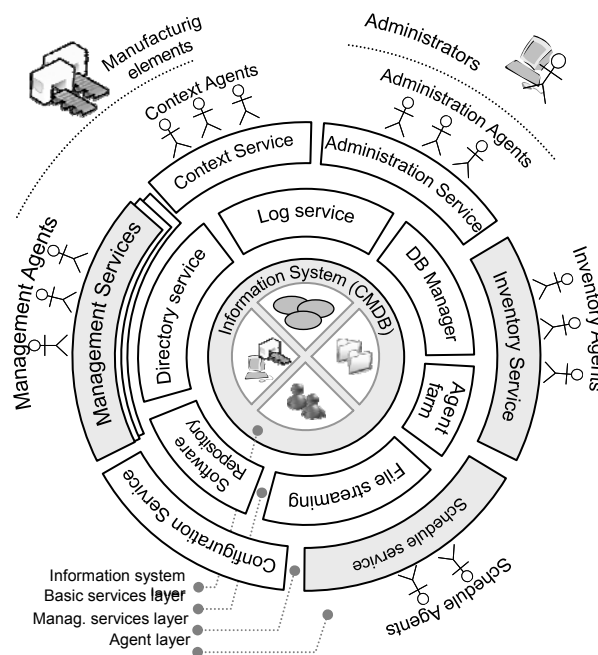 Manufacturig
elements
Administrators
Context Agents
Administration Agents
Context Service
Administration Service
Management Agents
Management Services
Log service
Directory service
DB Manager
Information System (CMDB)
Inventory Service
Inventory Agents
Agent
farm
Software
Repository
File streaming
Configuration Service
Schedule service
Schedule Agents
Information system
layer
Basic services layer
Manag. services layer
Agent layer